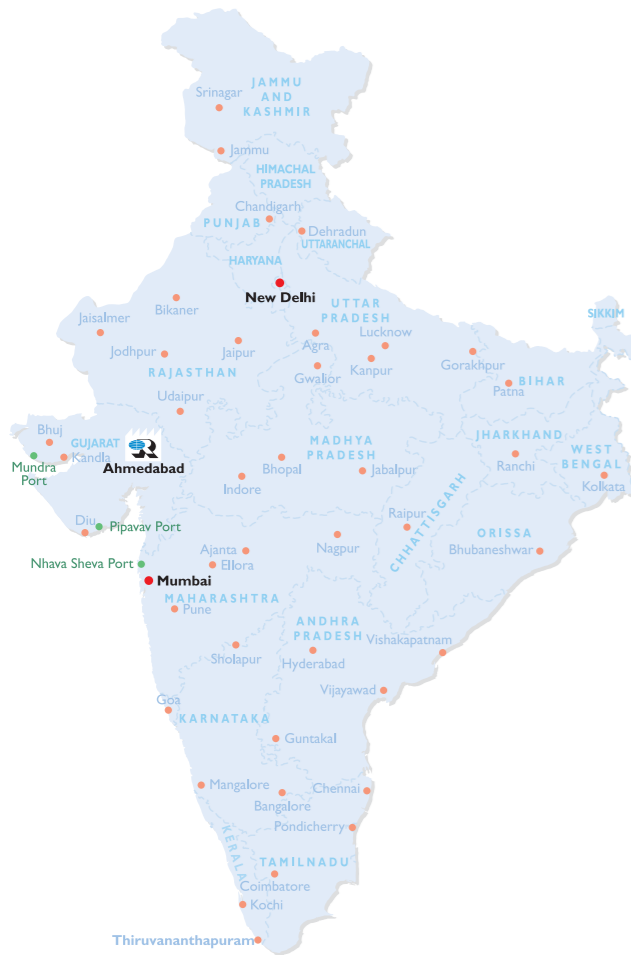 JAMMU
AND
KASHMIR
Srinagar
Jammu
HIMACHAL
PRADESH
Chandigarh
PUNJAB
Dehradun
UTTARANCHAL
HARYANA
New Delhi
UTTAR
PRADESH
SIKKIM
Bikaner
Jaisalmer
Jodhpur
Jaipur
Agra
Lucknow
Gwalior
Kanpur
Gorakhpur
RAJASTHAN
BIHAR
Patna
Udaipur
Bhuj
GUJARAT
Kandla
Mundra
Port
R
Ahmedabad
MADHYA
PRADESH
Bhopal
Jabalpur
Indore
JHARKHAND
Ranchi
WEST
BENGAL
Kolkata
CHHATTISGARH
Raipur
Diu
Pipavav Port
ORISSA
Bhubaneshwar
Nagpur
Ajanta
Ellora
Nhava Sheva Port
Mumbai
MAHARASHTRA
Pune
ANDHRA
PRADESH
Vishakapatnam
Sholapur
Hyderabad
Vijayawad
Goa
KARNATAKA
Guntakal
Mangalore
Bangalore
Chennai
Pondicherry
KERALA
TAMILNADU
Coimbatore
Kochi
Thiruvananthapuram